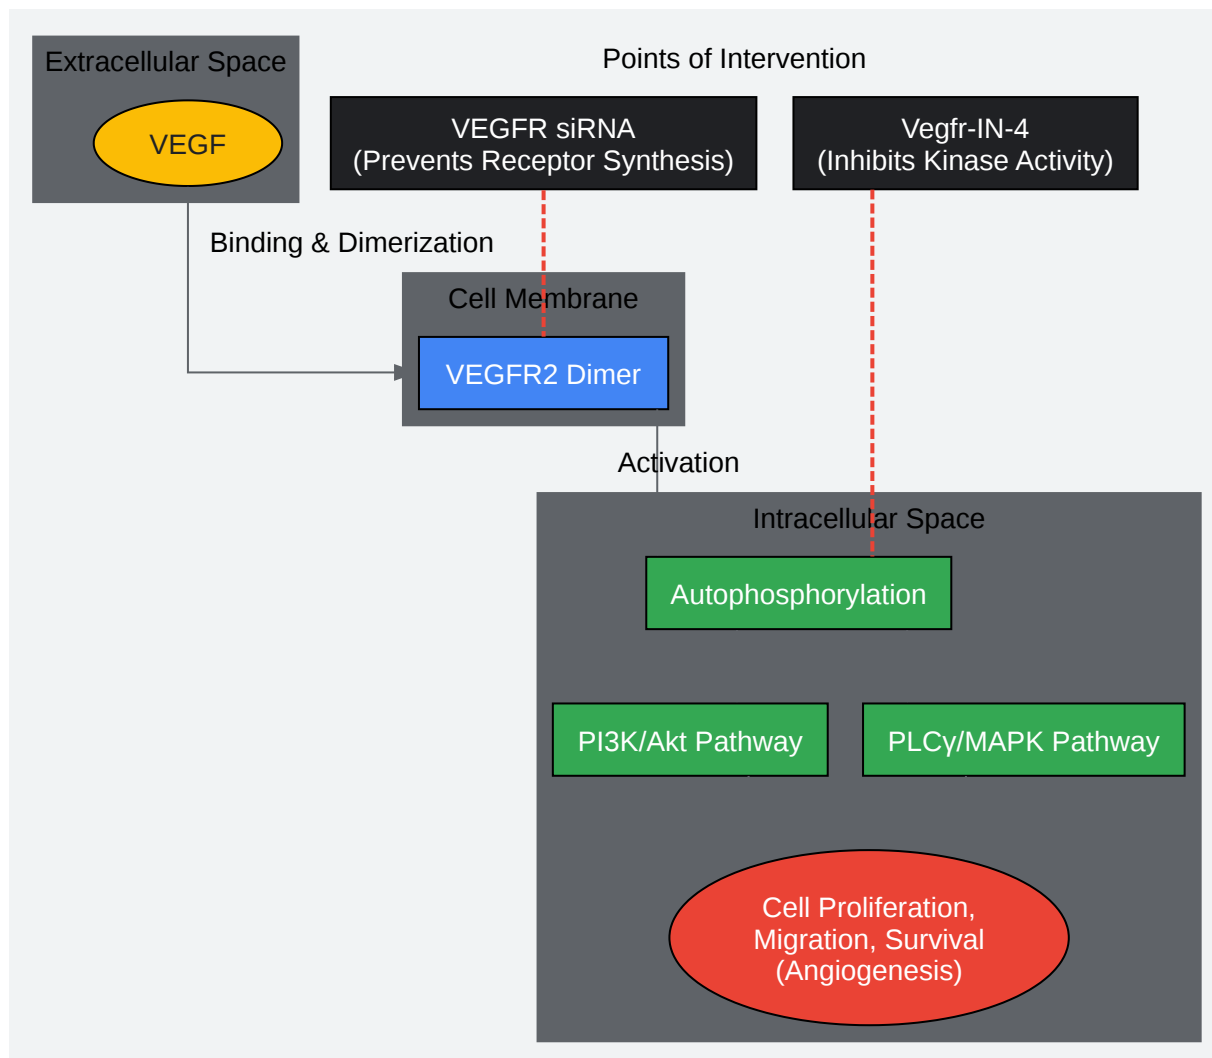 Extracellular Space
VEGF
Points of Intervention
VEGFR siRNA
(Prevents Receptor Synthesis)
Vegfr-IN-4
(Inhibits Kinase Activity)
Binding & Dimerization
Cell Membrane
VEGFR2 Dimer
Activation
Intracellular Space
Autophosphorylation
PI3K/Akt Pathway
PLCγ/MAPK Pathway
Cell Proliferation,
Migration, Survival
(Angiogenesis)